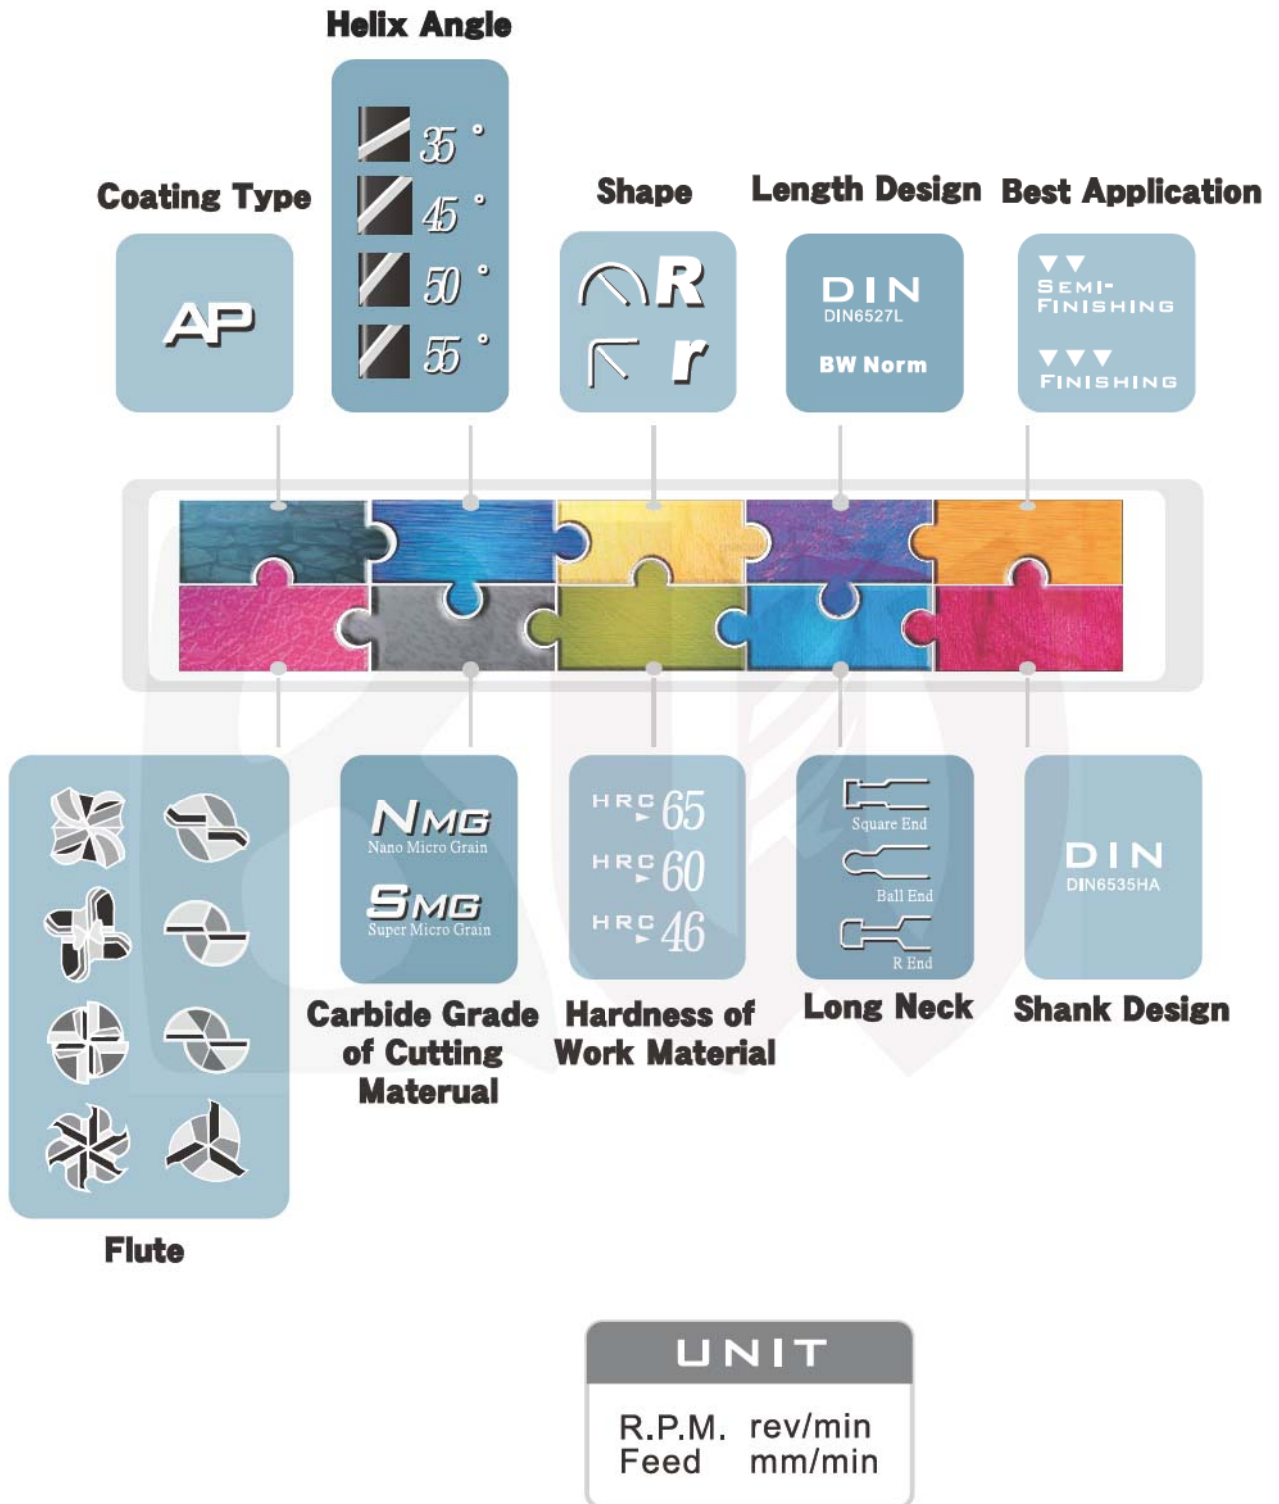 Helix Angle
35 °
45 °
50 °
55 °
Coating Type
AP
Shape
R
r
Length Design
DIN
DIN6527L
BW Norm
Best Application
SEMI-
FINISHING
FINISHING
Flute
NMG
Nano Micro Grain
SMG
Super Micro Grain
Carbide Grade
of Cutting
Materual
HRC 65
HRC 60
HRC 46
Hardness of
Work Material
Square End
Ball End
R End
Long Neck
DIN
DIN6535HA
Shank Design
UNIT
R.P.M. rev/min
Feed mm/min